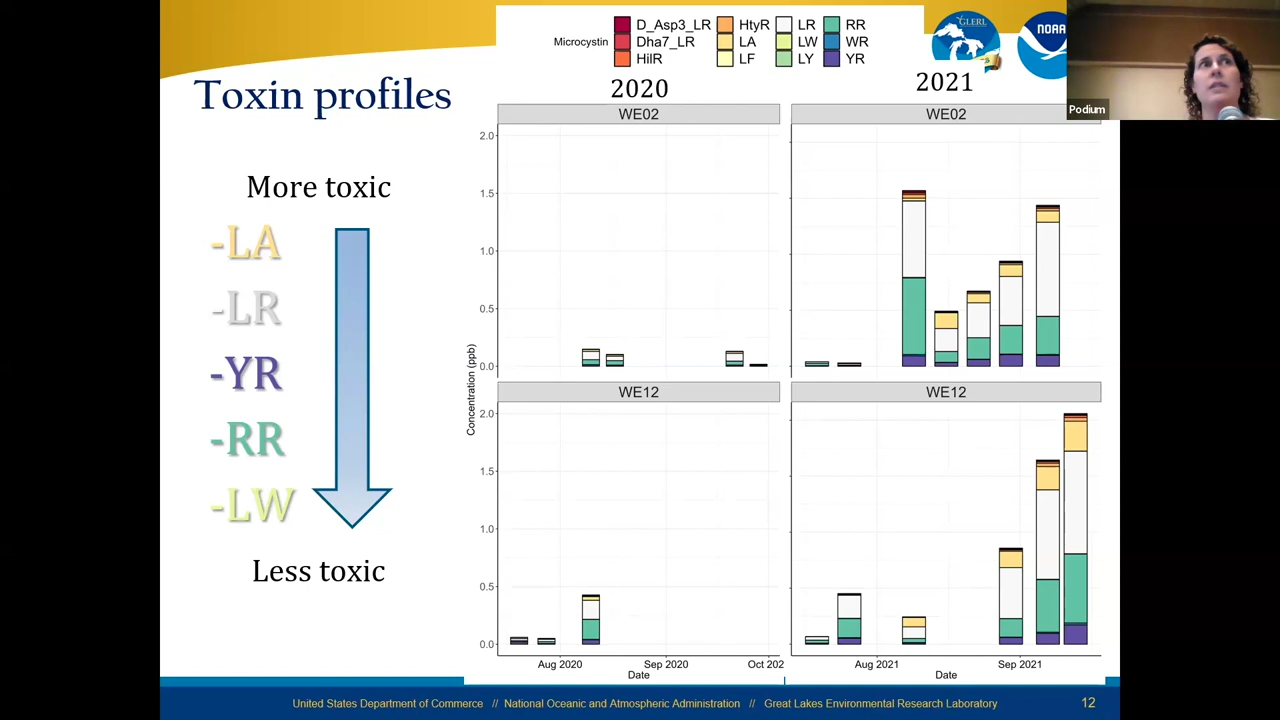 Microcystin
D_Asp3_LR HtyR LR RR
Dha7_LR LA LW WR
HilR LF LY YR
GLERL
NOAA
Podium
Toxin profiles
2020
2021
WE02
WE02
More toxic
-LA
-LR
-YR
-RR
-LW
Less toxic
2.0
1.5
1.0
0.5
0.0
Concentration (ppb)
WE12
WE12
2.0
1.5
1.0
0.5
0.0
Aug 2020 Sep 2020 Oct 202
Date
Aug 2021 Sep 2021
Date
United States Department of Commerce // National Oceanic and Atmospheric Administration // Great Lakes Environmental Research Laboratory
12